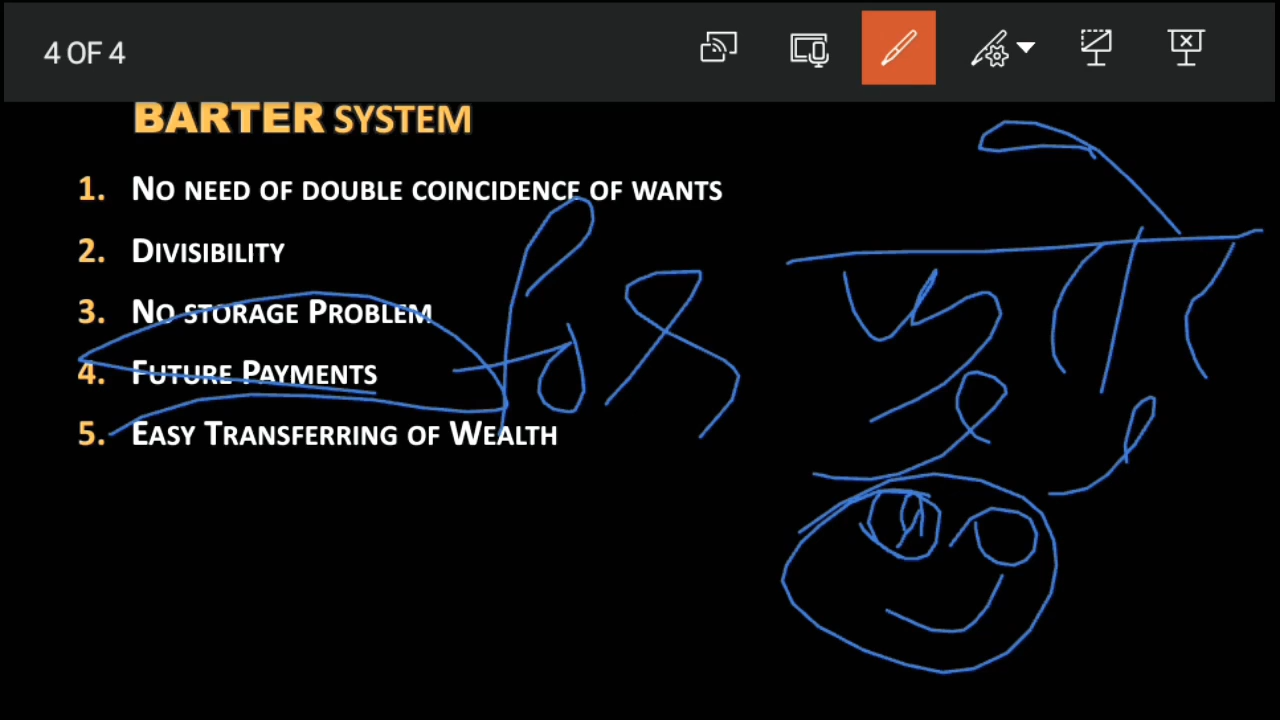 4 OF 4
BARTER SYSTEM
1. NO NEED OF DOUBLE COINCIDENCE OF WANTS
2. DIVISIBILITY
3. NO STORAGE PROBLEM
4. FUTURE PAYMENTS
5. EASY TRANSFERRING OF WEALTH